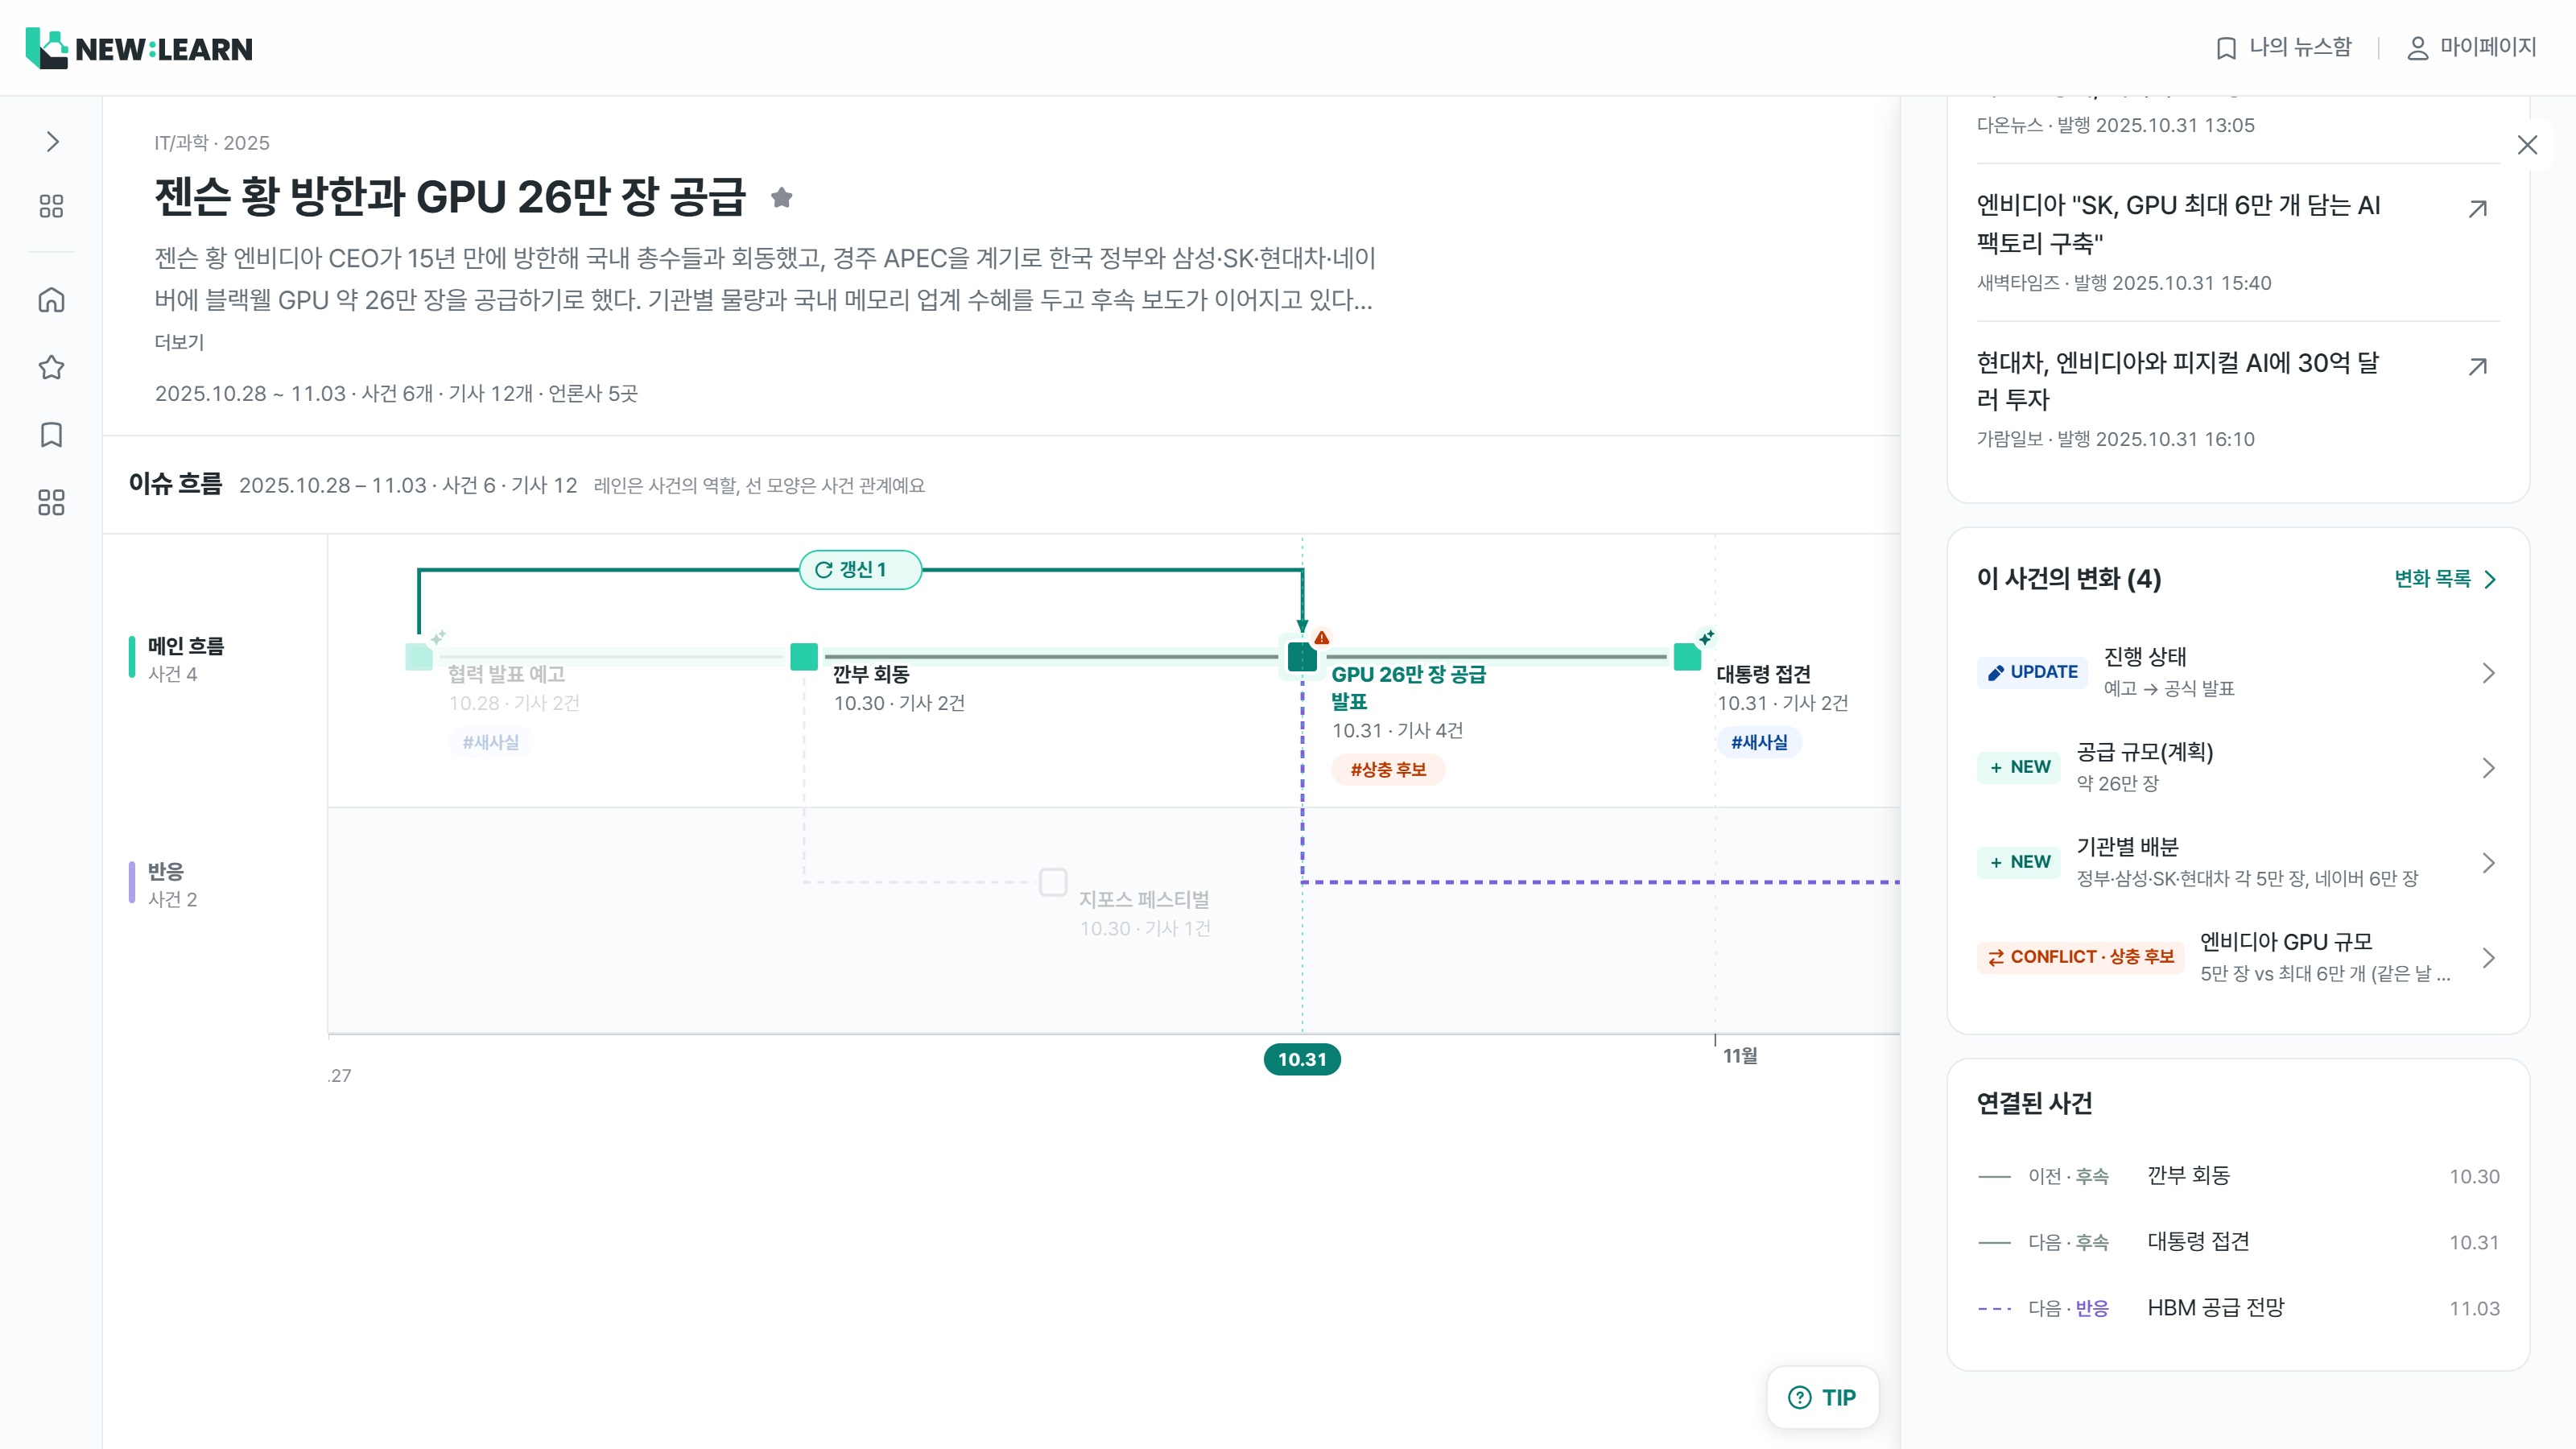 NEW:LEARN
나의 뉴스함
마이페이지
IT/과학 · 2025
젠슨 황 방한과 GPU 26만 장 공급
젠슨 황 엔비디아 CEO가 15년 만에 방한해 국내 총수들과 회동했고, 경주 APEC을 계기로 한국 정부와 삼성·SK·현대차·네이
버에 블랙웰 GPU 약 26만 장을 공급하기로 했다. 기관별 물량과 국내 메모리 업계 수혜를 두고 후속 보도가 이어지고 있다...
더보기
2025.10.28 ~ 11.03 · 사건 6개 · 기사 12개 · 언론사 5곳
이슈 흐름 2025.10.28 – 11.03 · 사건 6 · 기사 12 레인은 사건의 역할, 선 모양은 사건 관계예요
갱신 1
메인 흐름
사건 4
협력 발표 예고
10.28 · 기사 2건
#새사실
깐부 회동
10.30 · 기사 2건
GPU 26만 장 공급
발표
10.31 · 기사 4건
#상충 후보
대통령 접견
10.31 · 기사 2건
#새사실
반응
사건 2
지포스 페스티벌
10.30 · 기사 1건
.27
10.31
11월
TIP
다온뉴스 · 발행 2025.10.31 13:05
엔비디아 "SK, GPU 최대 6만 개 담는 AI
팩토리 구축"
새벽타임즈 · 발행 2025.10.31 15:40
현대차, 엔비디아와 피지컬 AI에 30억 달
러 투자
가람일보 · 발행 2025.10.31 16:10
이 사건의 변화 (4)
변화 목록
UPDATE
진행 상태
예고 → 공식 발표
+ NEW
공급 규모(계획)
약 26만 장
+ NEW
기관별 배분
정부·삼성·SK·현대차 각 5만 장, 네이버 6만 장
CONFLICT · 상충 후보
엔비디아 GPU 규모
5만 장 vs 최대 6만 개 (같은 날 ...
연결된 사건
이전 · 후속 깐부 회동 10.30
다음 · 후속 대통령 접견 10.31
다음 · 반응 HBM 공급 전망 11.03